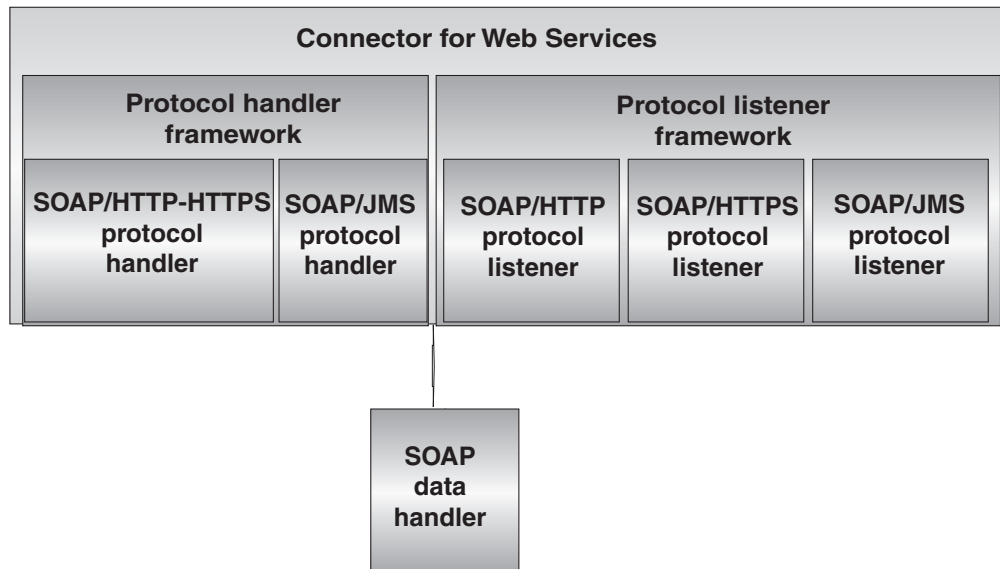 Connector for Web Services
Protocol handler
framework
SOAP/HTTP-HTTPS
protocol
handler
SOAP/JMS
protocol
handler
Protocol listener
framework
SOAP/HTTP
protocol
listener
SOAP/HTTPS
protocol
listener
SOAP/JMS
protocol
listener
SOAP
data
handler